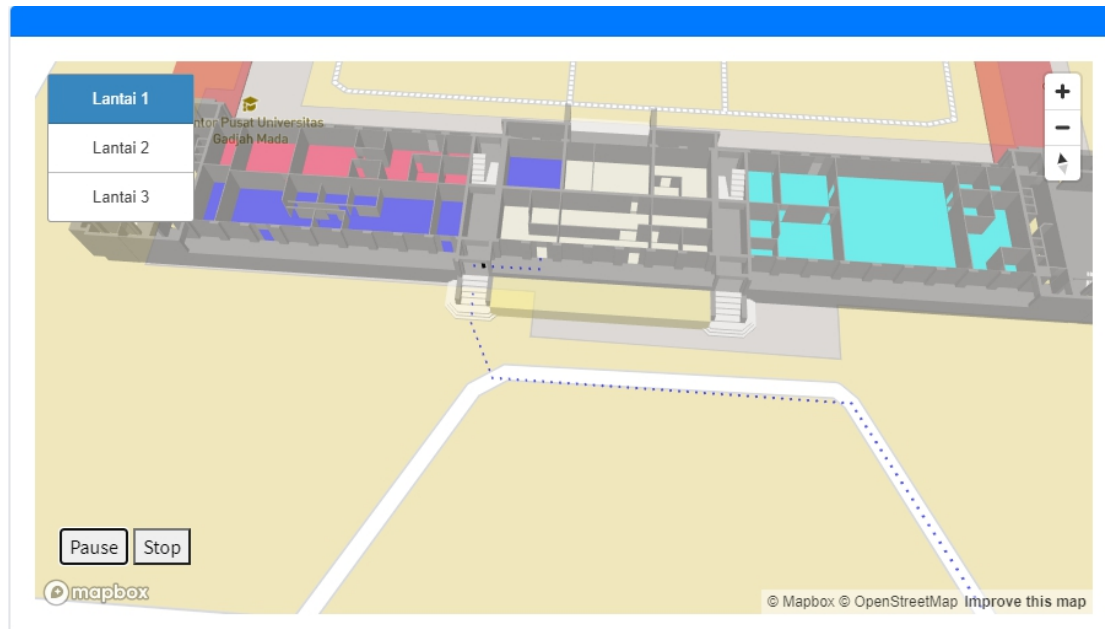 Lantai 1
Lantai 2
Lantai 3
ntor Pusat Universitas
Gadjah Mada
+
−
Pause
Stop
mapbox
© Mapbox © OpenStreetMap Improve this map